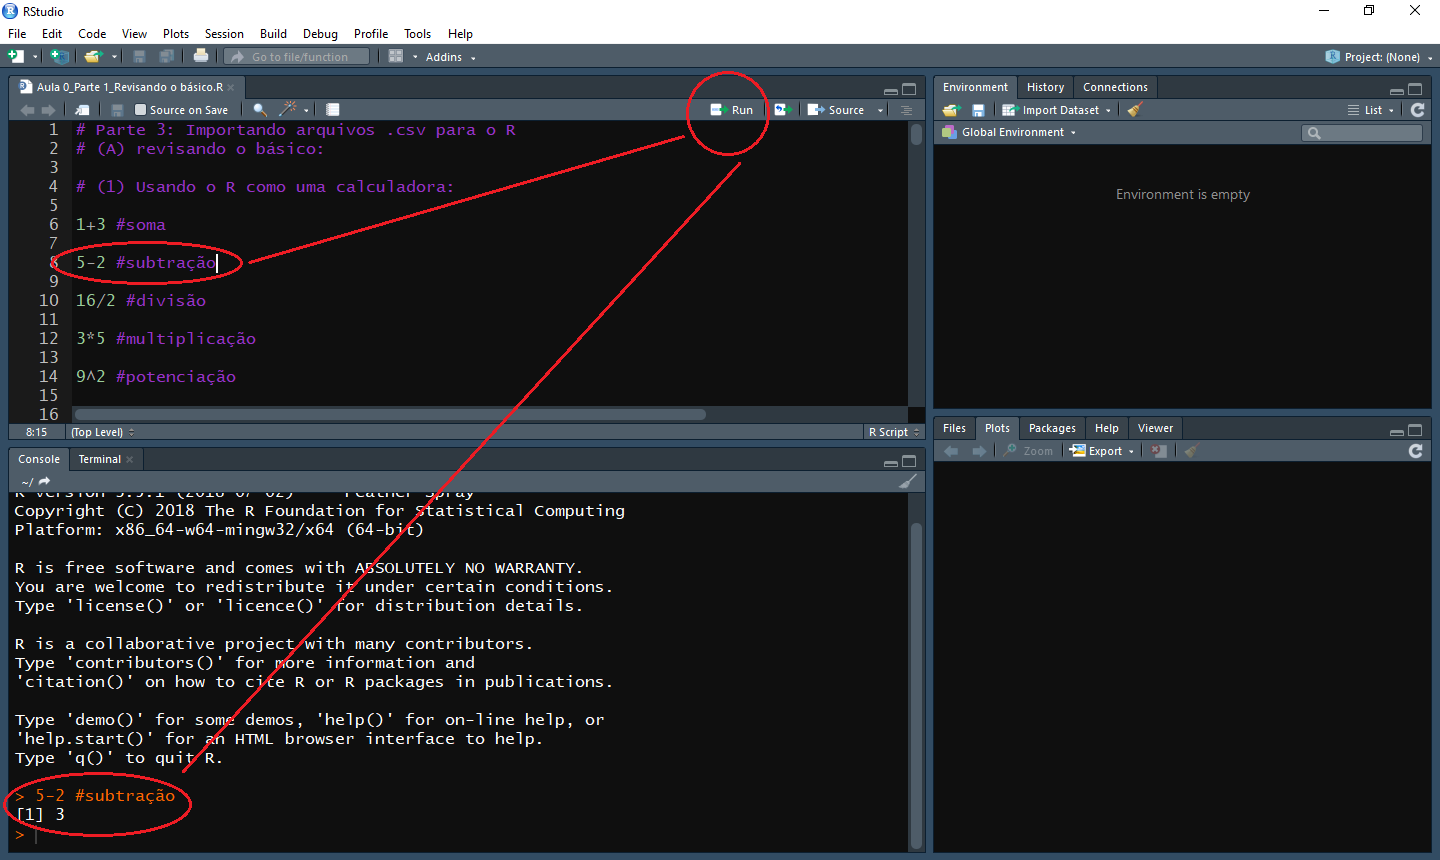 RStudio
File Edit Code View Plots Session Build Debug Profile Tools Help
Go to file/function Addins Project: (None)
Aula 0_Parte 1_Revisando o básico.R
Source on Save Run Source
1 # Parte 3: Importando arquivos .csv para o R
2 # (A) revisando o básico:
3
4 # (1) Usando o R como uma calculadora:
5
6 1+3 #soma
7
8 5-2 #subtração
9
10 16/2 #divisão
11
12 3*5 #multiplicação
13
14 9^2 #potenciação
15
16
8:15 (Top Level) R Script
Console Terminal
~/
Copyright (C) 2018 The R Foundation for Statistical Computing
Platform: x86_64-w64-mingw32/x64 (64-bit)
R is free software and comes with ABSOLUTELY NO WARRANTY.
You are welcome to redistribute it under certain conditions.
Type 'license()' or 'licence()' for distribution details.
R is a collaborative project with many contributors.
Type 'contributors()' for more information and
'citation()' on how to cite R or R packages in publications.
Type 'demo()' for some demos, 'help()' for on-line help, or
'help.start()' for an HTML browser interface to help.
Type 'q()' to quit R.
> 5-2 #subtração
[1] 3
>
Environment History Connections
Import Dataset List
Global Environment
Environment is empty
Files Plots Packages Help Viewer
Zoom Export